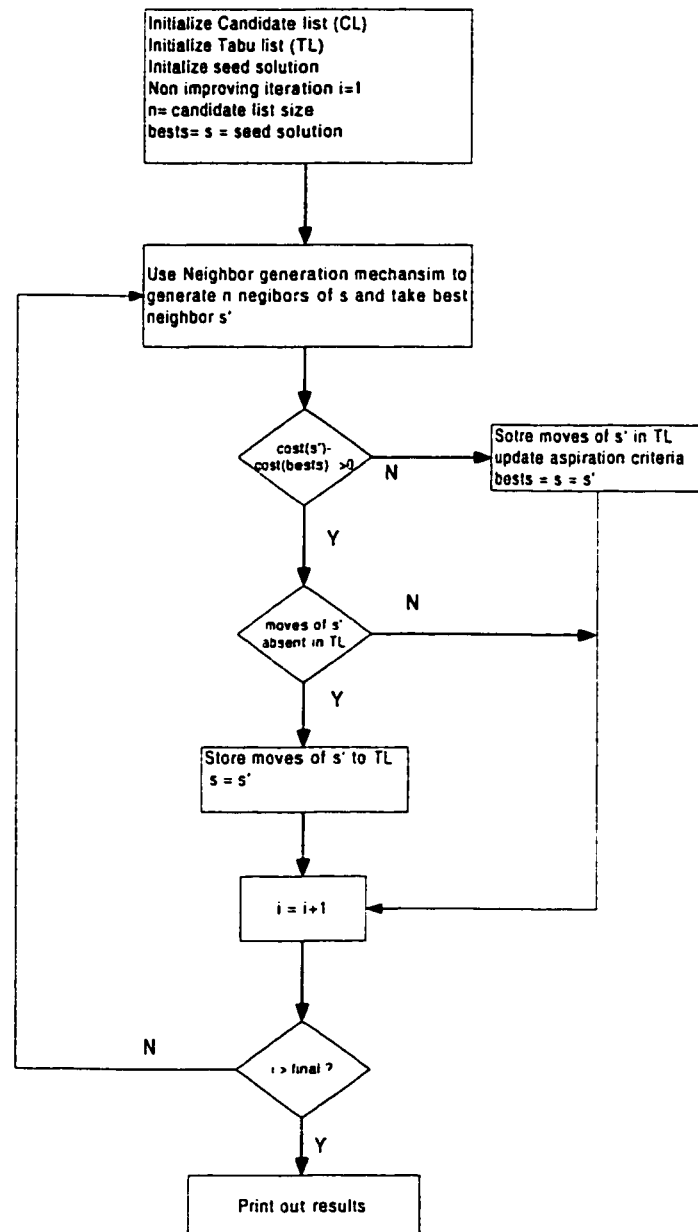 Initialize Candidate list (CL)
Initialize Tabu list (TL)
Initalize seed solution
Non improving iteration i=1
n= candidate list size
bests= s = seed solution
Use Neighbor generation mechansim to
generate n negibors of s and take best
neighbor s'
cost(s')-
cost(bests) >0
N
Sotre moves of s' in TL
update aspiration criteria
bests = s = s'
Y
moves of s'
absent in TL
N
Y
Store moves of s' to TL
s = s'
i = i+1
N
i > final ?
Y
Print out results